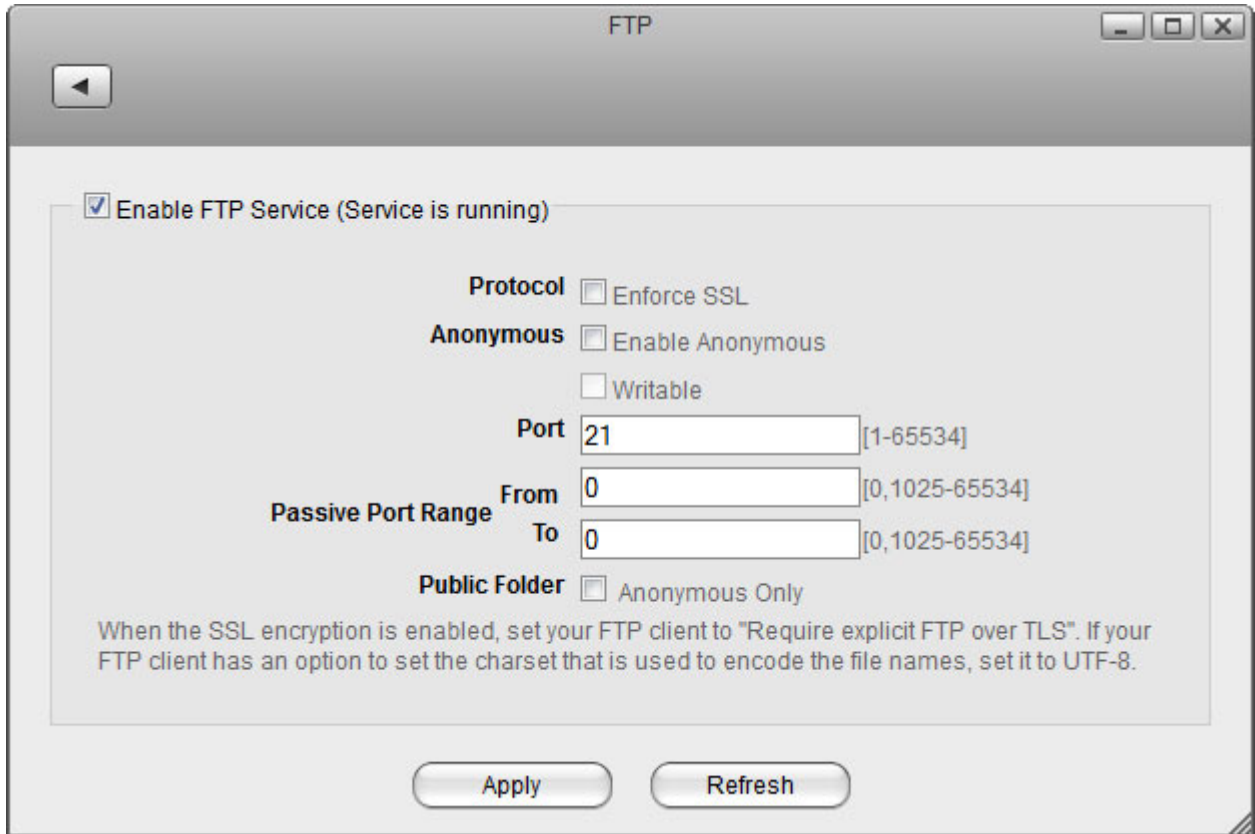 FTP
Enable FTP Service (Service is running)
Protocol Enforce SSL
Anonymous Enable Anonymous
Writable
Port 21 [1-65534]
Passive Port Range From 0 [0,1025-65534]
To 0 [0,1025-65534]
Public Folder Anonymous Only
When the SSL encryption is enabled, set your FTP client to "Require explicit FTP over TLS". If your
FTP client has an option to set the charset that is used to encode the file names, set it to UTF-8.
Apply Refresh